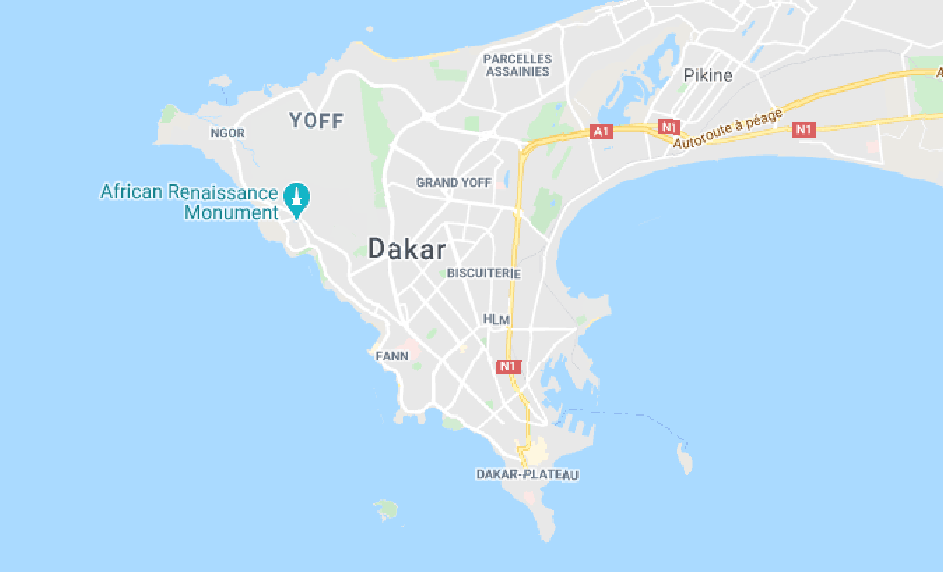 PARCELLES
ASSAINIES
Pikine
A
YOFF
NGOR
A1
N1
N1
Autoroute à péage
GRAND YOFF
African Renaissance
Monument
Dakar
BISCUITERIE
HLM
FANN
N1
DAKAR-PLATEAU